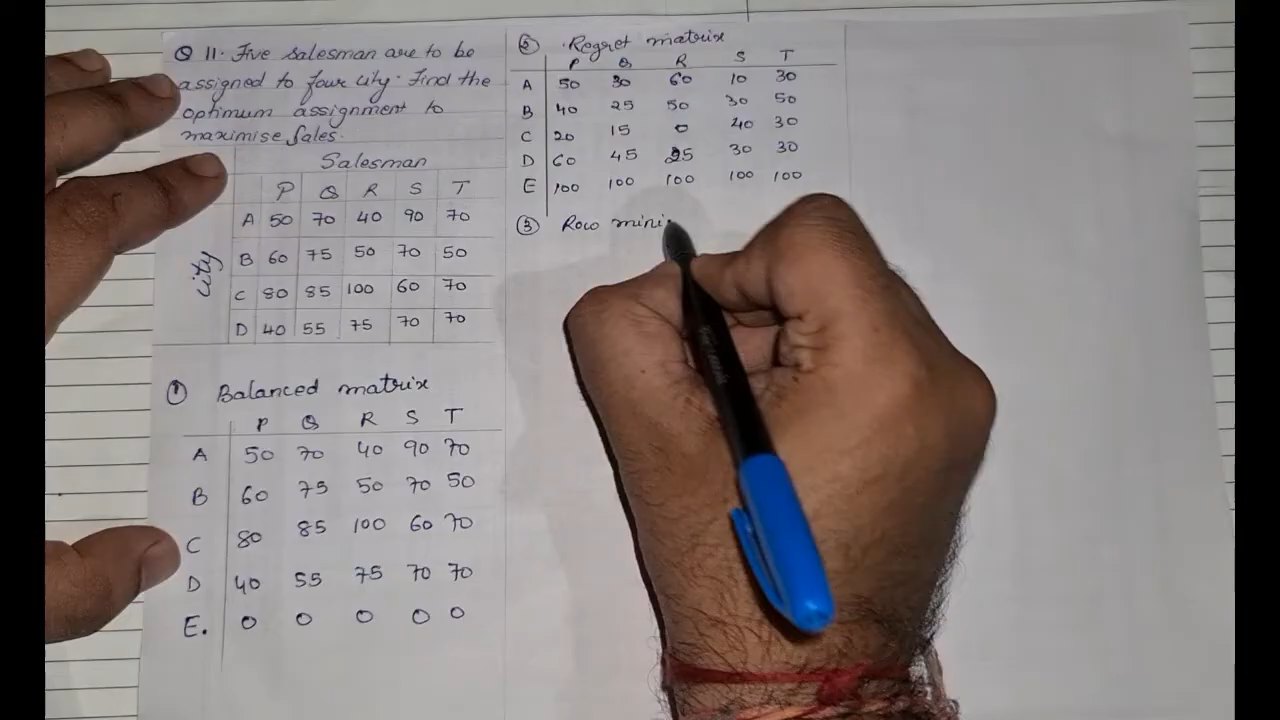 Q 11. Five salesman are to be
assigned to four city. Find the
optimum assignment to
maximise sales.
Salesman
P Q R S T
city
A 50 70 40 90 70
B 60 75 50 70 50
C 80 85 100 60 70
D 40 55 75 70 70
① Balanced matrix
P Q R S T
A 50 70 40 90 70
B 60 75 50 70 50
C 80 85 100 60 70
D 40 55 75 70 70
E. 0 0 0 0 0
② Regret matrix
P Q R S T
A 50 30 60 10 30
B 40 25 50 30 50
C 20 15 0 40 30
D 60 45 25 30 30
E 100 100 100 100 100
③ Row mini